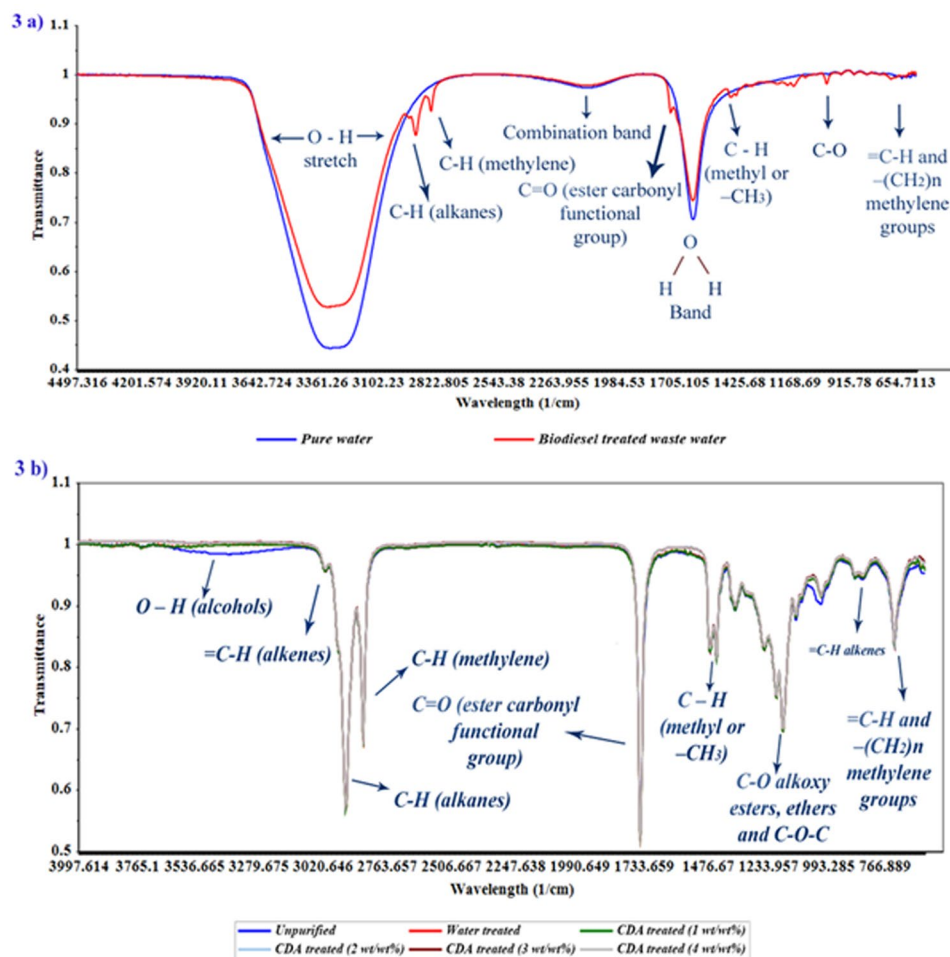 3 a)
1.1
1
0.9
0.8
0.7
0.6
0.5
0.4
Transmittance
O - H
stretch
C-H (methylene)
C-H (alkanes)
Combination band
C=O (ester carbonyl
functional
group)
O
H H
Band
C - H
(methyl or
–CH3)
C-O
=C-H and
–(CH2)n
methylene
groups
4497.316 4201.574 3920.11 3642.724 3361.26 3102.23 2822.805 2543.38 2263.955 1984.53 1705.105 1425.68 1168.69 915.78 654.7113
Wavelength (1/cm)
Pure water Biodiesel treated waste water
3 b)
1.1
1
0.9
0.8
0.7
0.6
0.5
Transmittance
O – H (alcohols)
=C-H (alkenes)
C-H (methylene)
C=O (ester carbonyl
functional
group)
C-H (alkanes)
C – H
(methyl or
–CH3)
C-O alkoxy
esters, ethers
and C-O-C
=C-H alkenes
=C-H and
–(CH2)n
methylene
groups
3997.614 3765.1 3536.665 3279.675 3020.646 2763.657 2506.667 2247.638 1990.649 1733.659 1476.67 1233.957 993.285 766.889
Wavelength (1/cm)
Unpurified Water treated CDA treated (1 wt/wt%)
CDA treated (2 wt/wt%) CDA treated (3 wt/wt%) CDA treated (4 wt/wt%)